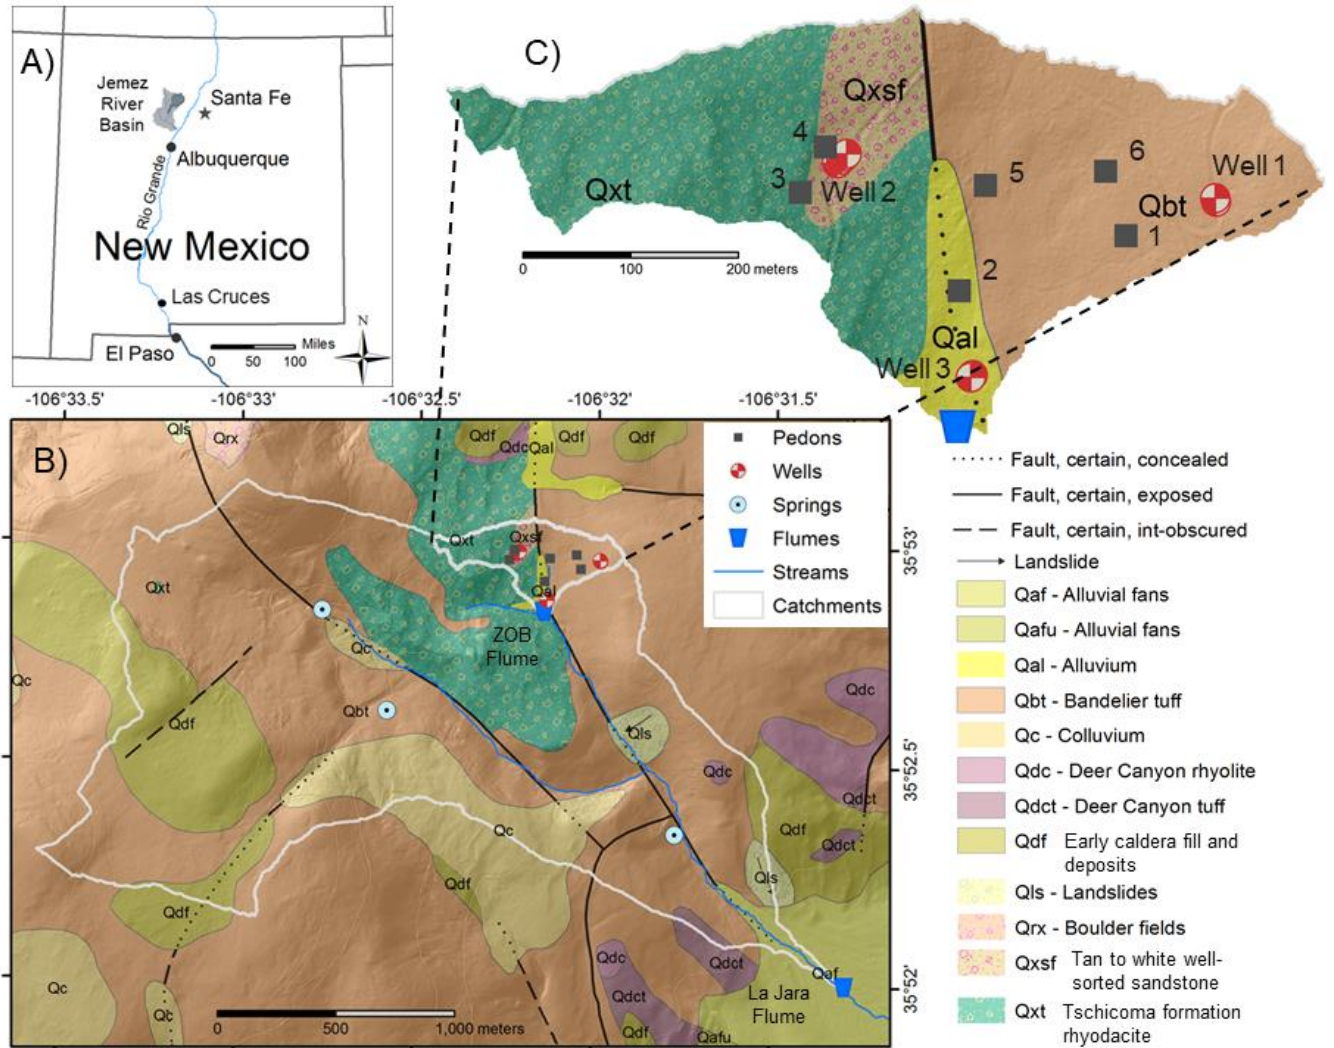 A)
Jemez
River
Basin
Santa Fe
Albuquerque
Rio Grande
New Mexico
Las Cruces
El Paso
Miles
0 50 100
N
C)
Qxsf
4
3
Well 2
Qxt
5
6
Well 1
Qbt
1
2
Qal
Well 3
0 100 200 meters
-106°33.5 -106°33 -106°32.5 -106°32 -106°31.5
B)
Qls
Qrx
Qdf
Qdc
Qal
Qdf
Qdf
Qxt
Qxsf
Qal
ZOB
Flume
Qxt
Qc
Qc
Qbt
Qdf
Qls
Qdc
Qdc
Qdct
Qdf
Qdct
Qc
Qls
Qdf
Qdf
Qdc
Qdct
Qdct
Qc
Qc
Qdf
Qafu
Qaf
La Jara
Flume
0 500 1,000 meters
35°53'
35°52.5'
35°52'
Pedons
Wells
Springs
Flumes
Streams
Catchments
Fault, certain, concealed
Fault, certain, exposed
Fault, certain, int-obscured
Landslide
Qaf - Alluvial fans
Qafu - Alluvial fans
Qal - Alluvium
Qbt - Bandelier tuff
Qc - Colluvium
Qdc - Deer Canyon rhyolite
Qdct - Deer Canyon tuff
Qdf Early caldera fill and
deposits
Qls - Landslides
Qrx - Boulder fields
Qxsf Tan to white well-
sorted sandstone
Qxt Tschicoma formation
rhyodacite